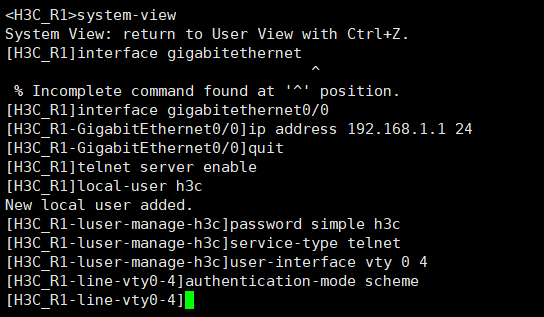 <H3C_R1>system-view
System View: return to User View with Ctrl+Z.
[H3C_R1]interface gigabitethernet
^
% Incomplete command found at '^' position.
[H3C_R1]interface gigabitethernet0/0
[H3C_R1-GigabitEthernet0/0]ip address 192.168.1.1 24
[H3C_R1-GigabitEthernet0/0]quit
[H3C_R1]telnet server enable
[H3C_R1]local-user h3c
New local user added.
[H3C_R1-luser-manage-h3c]password simple h3c
[H3C_R1-luser-manage-h3c]service-type telnet
[H3C_R1-luser-manage-h3c]user-interface vty 0 4
[H3C_R1-line-vty0-4]authentication-mode scheme
[H3C_R1-line-vty0-4]